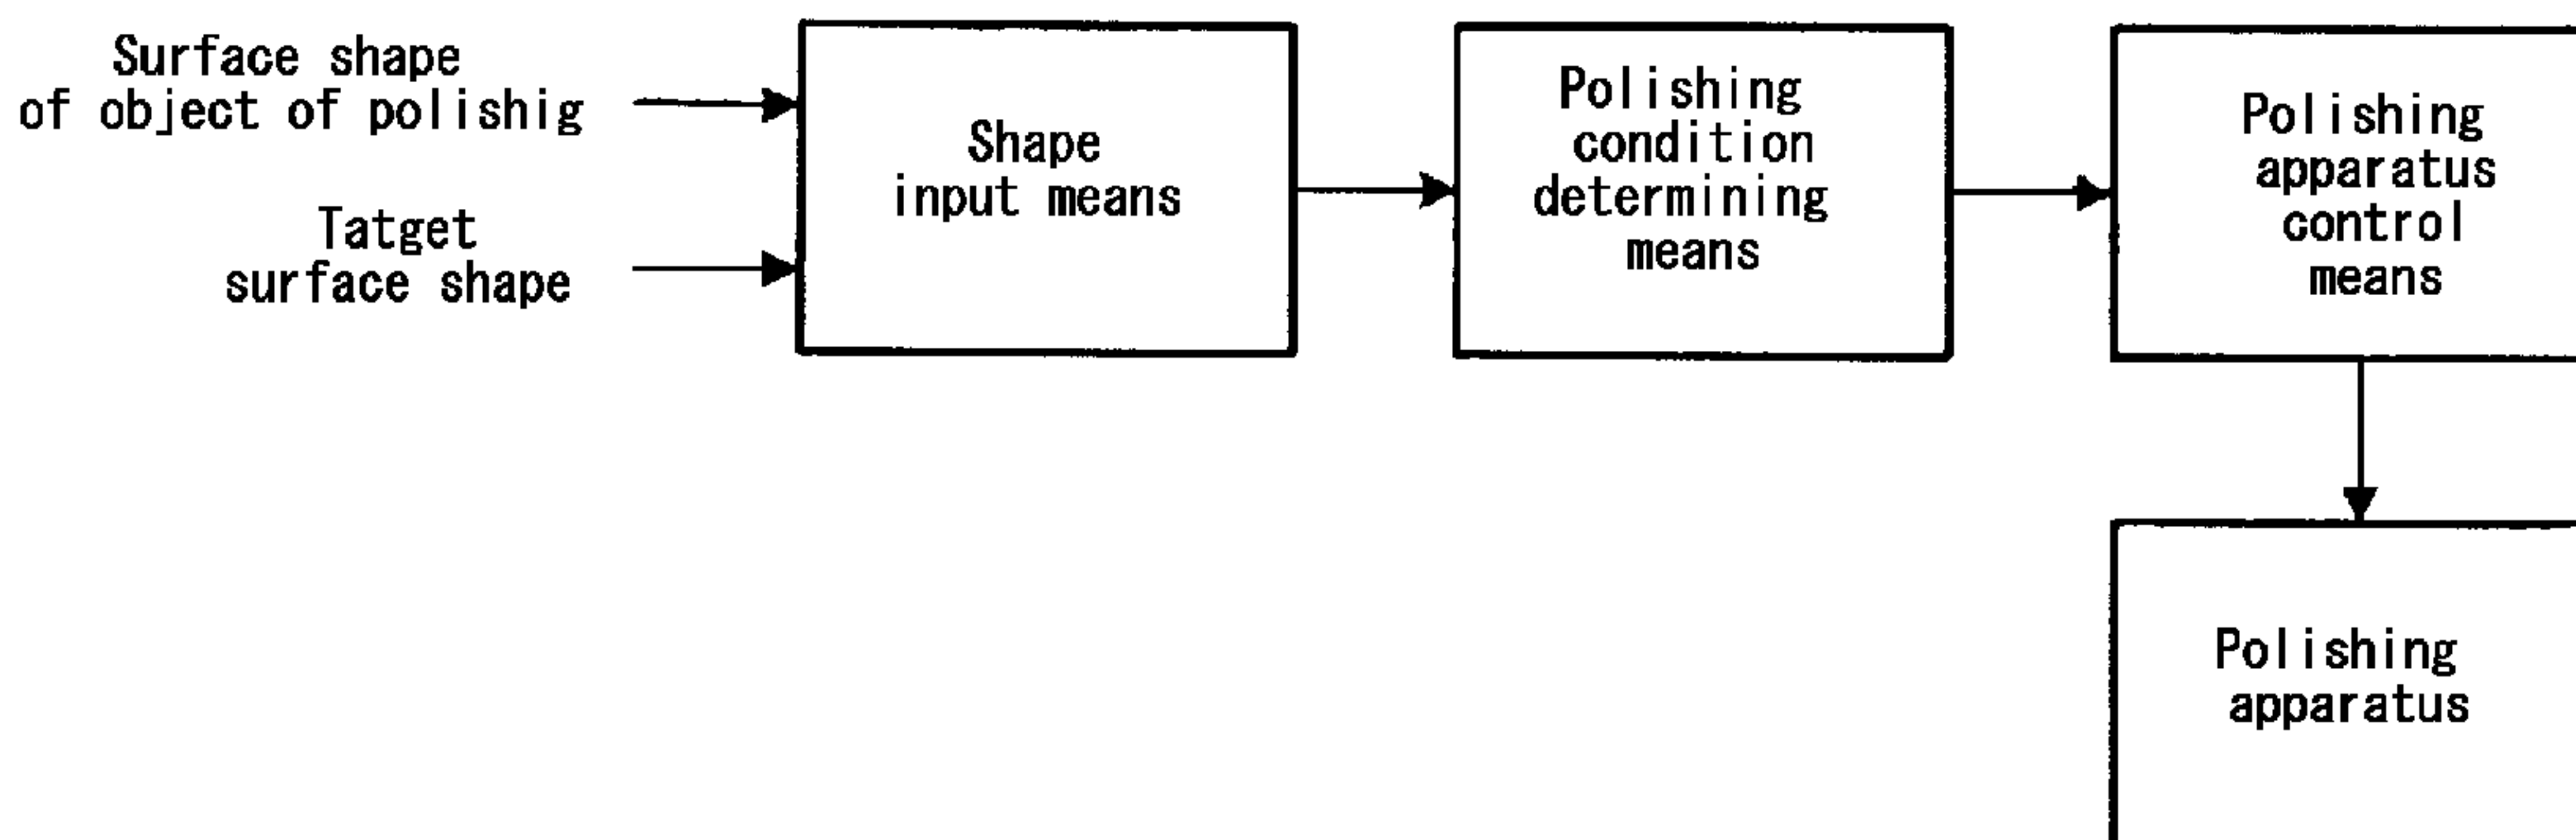 Surface shape
of object of polishig
Tatget
surface shape
Shape
input means
Polishing
condition
determining
means
Polishing
apparatus
control
means
Polishing
apparatus